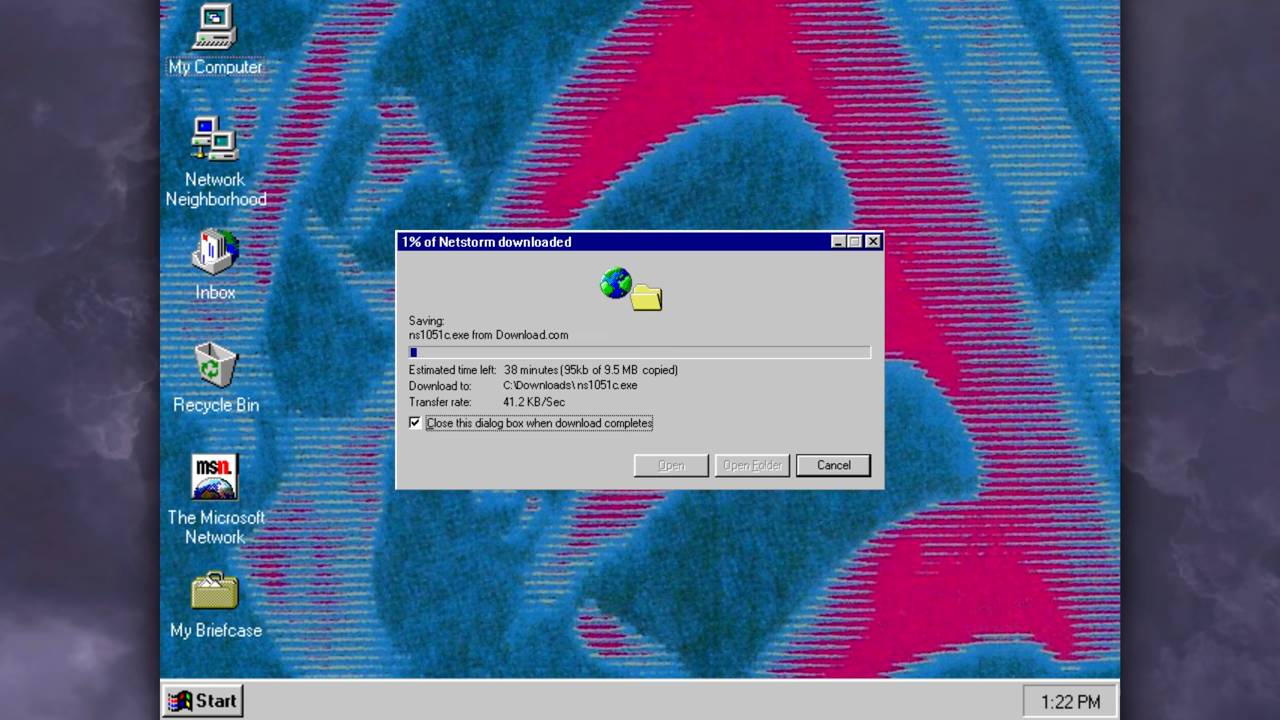 My Computer
Network
Neighborhood
Inbox
Recycle Bin
msn.
The Microsoft
Network
My Briefcase
1% of Netstorm downloaded
Saving:
ns1051c.exe from Download.com
Estimated time left: 38 minutes (95kb of 9.5 MB copied)
Download to: C:\Downloads\ns1051c.exe
Transfer rate: 41.2 KB/Sec
Close this dialog box when download completes
Open Open Folder Cancel
Start 1:22 PM